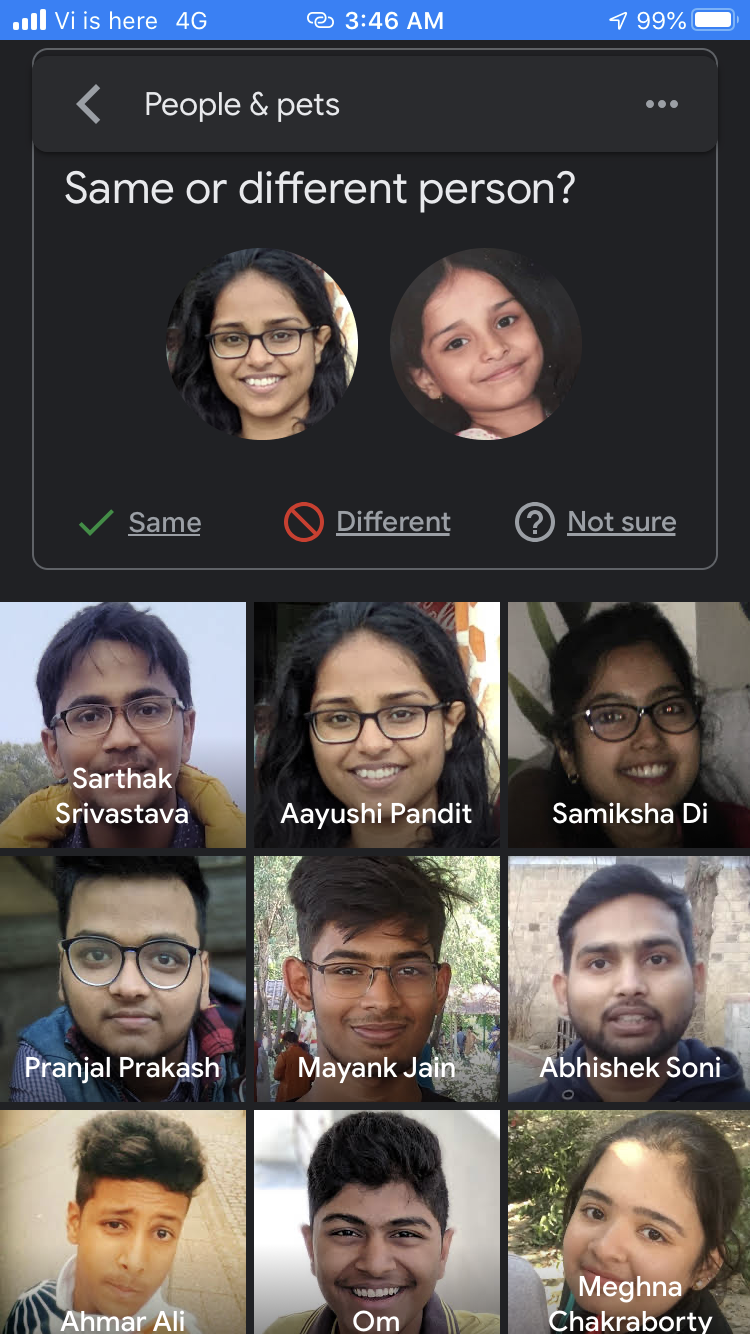 Vi is here 4G 3:46 AM 99%
People & pets
Same or different person?
Same Different Not sure
Sarthak
Srivastava
Aayushi Pandit
Samiksha Di
Pranjal Prakash
Mayank Jain
Abhishek Soni
Ahmar Ali
Om
Meghna
Chakraborty